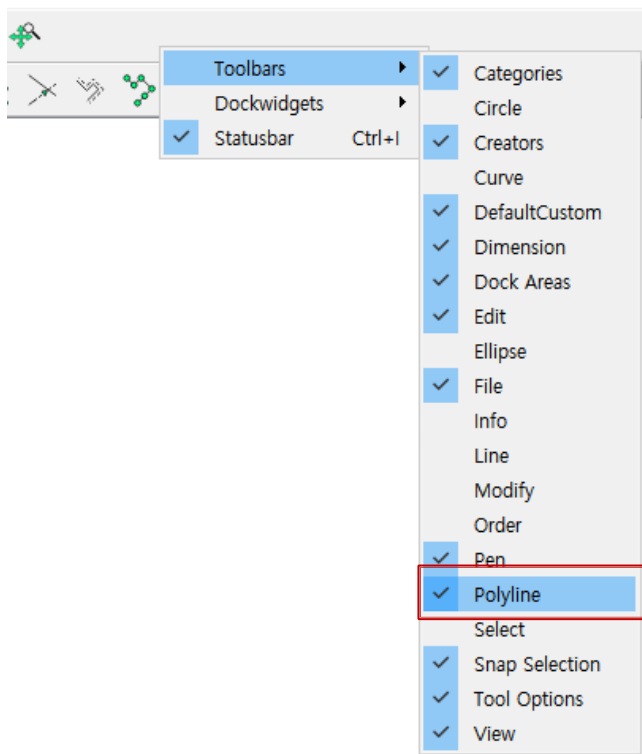 Toolbars
Dockwidgets
Statusbar Ctrl+I
Categories
Circle
Creators
Curve
DefaultCustom
Dimension
Dock Areas
Edit
Ellipse
File
Info
Line
Modify
Order
Pen
Polyline
Select
Snap Selection
Tool Options
View